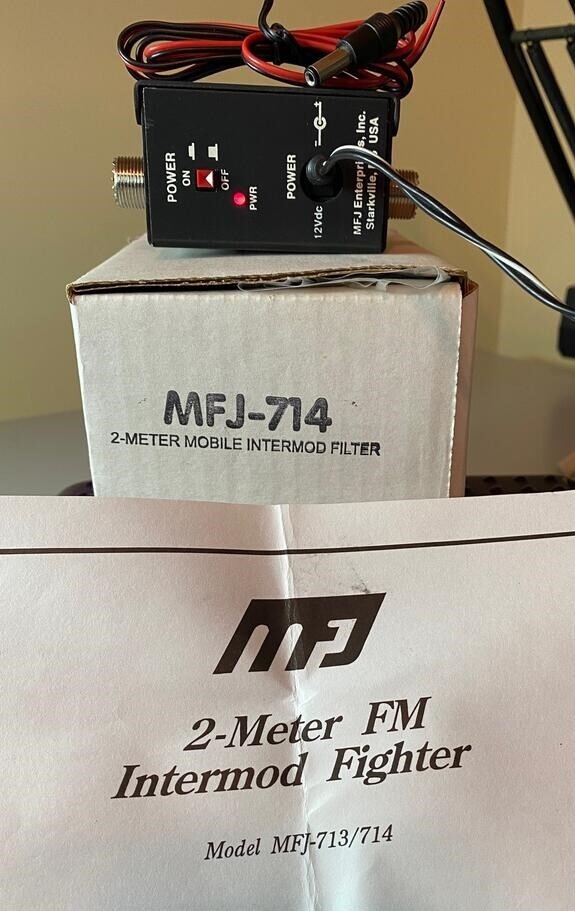 POWER
ON
OFF
PWR
POWER
12Vdc
- +
MFJ Enterprises, Inc.
Starkville, MS USA
MFJ-714
2-METER MOBILE INTERMOD FILTER
MFJ
2-Meter FM
Intermod Fighter
Model MFJ-713/714